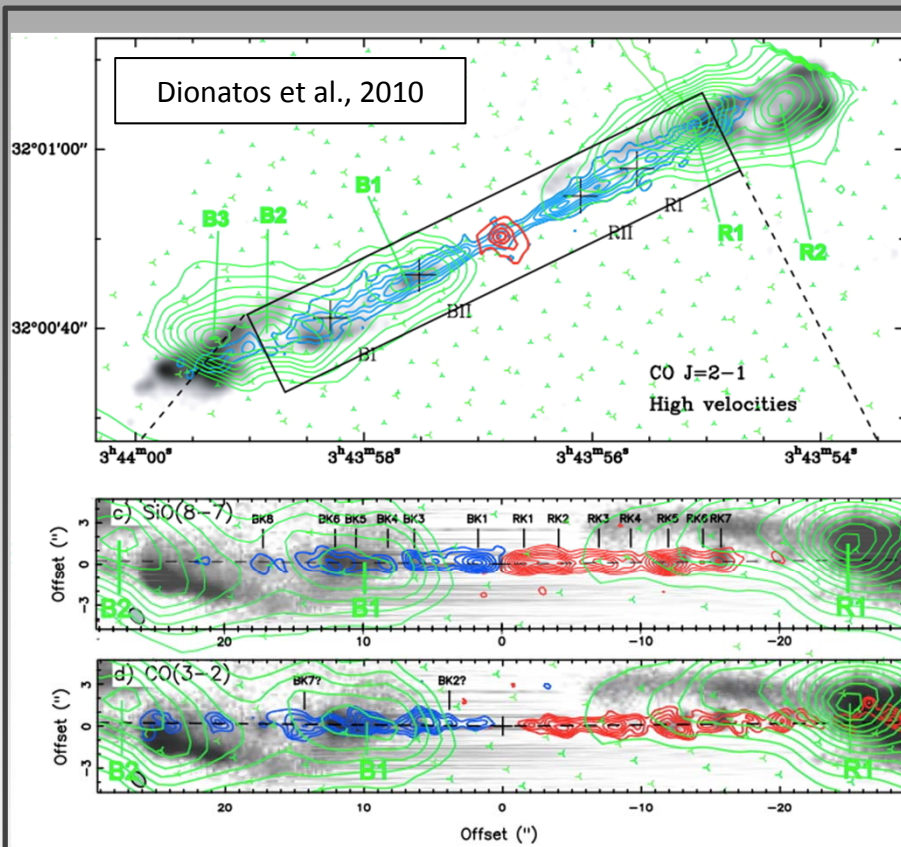 Dionatos et al., 2010
32°01'00"
32°00'40"
B3
B2
B1
BI
BII
RII
RI
R1
R2
CO J=2−1
High velocities
3ʰ44ᵐ00ˢ
3ʰ43ᵐ58ˢ
3ʰ43ᵐ56ˢ
3ʰ43ᵐ54ˢ
c) SiO(8−7)
BK8 BK6 BK5 BK4 BK3 BK1 RK1 RK2 RK3 RK4 RK5 RK6 RK7
Offset (")
3
0
−3
B2 B1 R1
20 10 0 −10 −20
d) CO(3−2)
BK7? BK2?
Offset (")
3
0
−3
B2 B1 R1
20 10 0 −10 −20
Offset (")